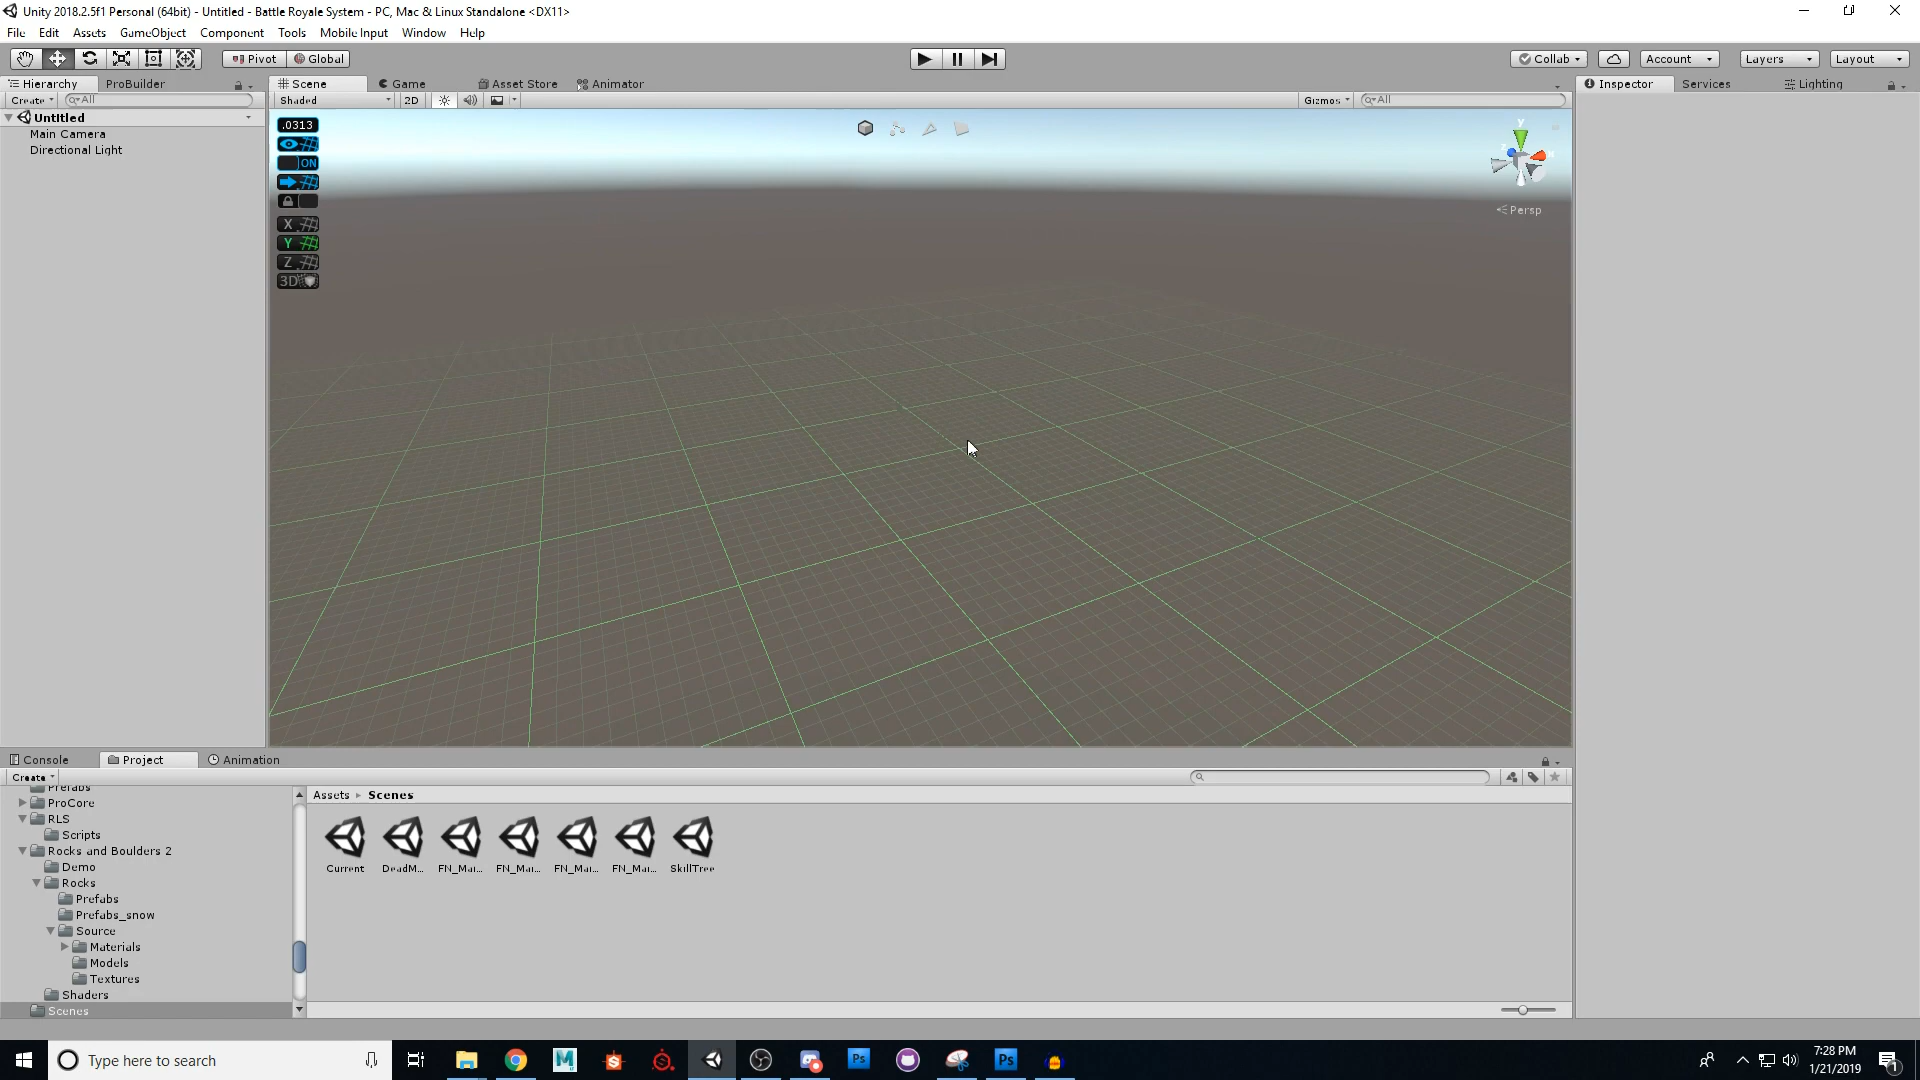 Unity 2018.2.5f1 Personal (64bit) - Untitled - Battle Royale System - PC, Mac & Linux Standalone <DX11>
File Edit Assets GameObject Component Tools Mobile Input Window Help
Pivot Global Collab Account Layers Layout
Hierarchy ProBuilder Scene Game Asset Store Animator Inspector Services Lighting
Create All Shaded 2D Gizmos All
Untitled
Main Camera
Directional Light
.0313
ON
X
Y
Z
3D
y
Persp
Console Project Animation
Create
Assets Scenes
Prefabs
ProCore
RLS
Scripts
Rocks and Boulders 2
Demo
Rocks
Prefabs
Prefabs_snow
Source
Materials
Models
Textures
Shaders
Scenes
Current DeadM... FN_Mai... FN_Mai... FN_Mai... FN_Mai... SkillTree
Type here to search
7:28 PM
1/21/2019